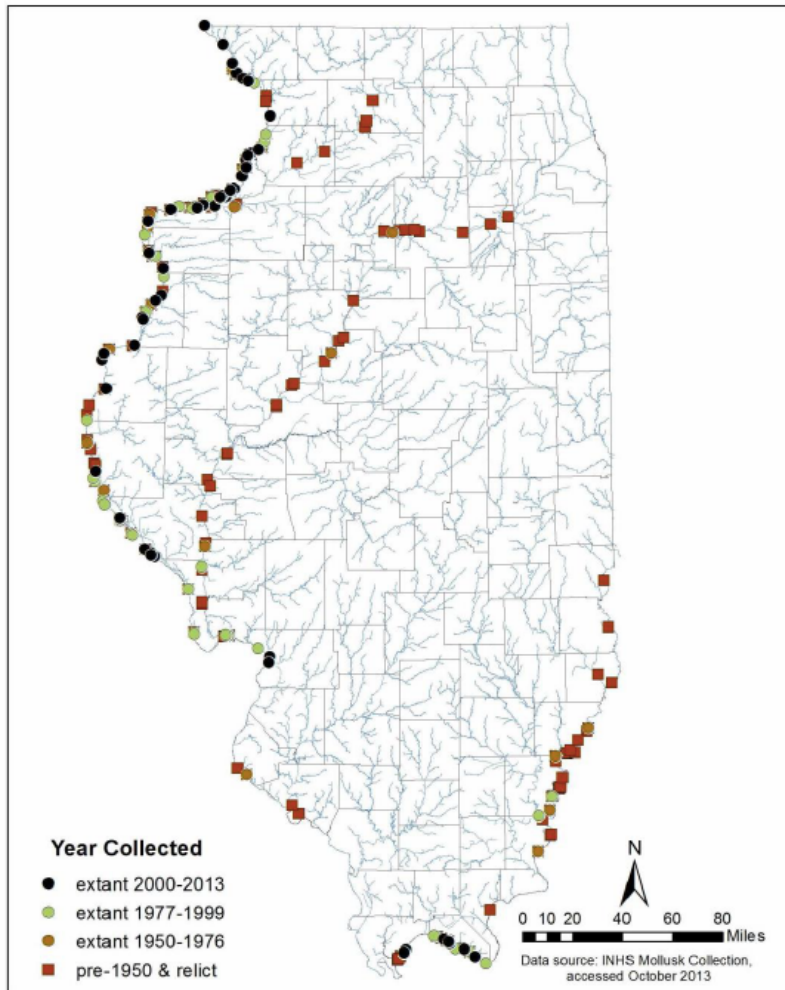 Year Collected
extant 2000-2013
extant 1977-1999
extant 1950-1976
pre-1950 & relict
N
0 10 20 40 60 80
Miles
Data source: INHS Mollusk Collection,
accessed October 2013